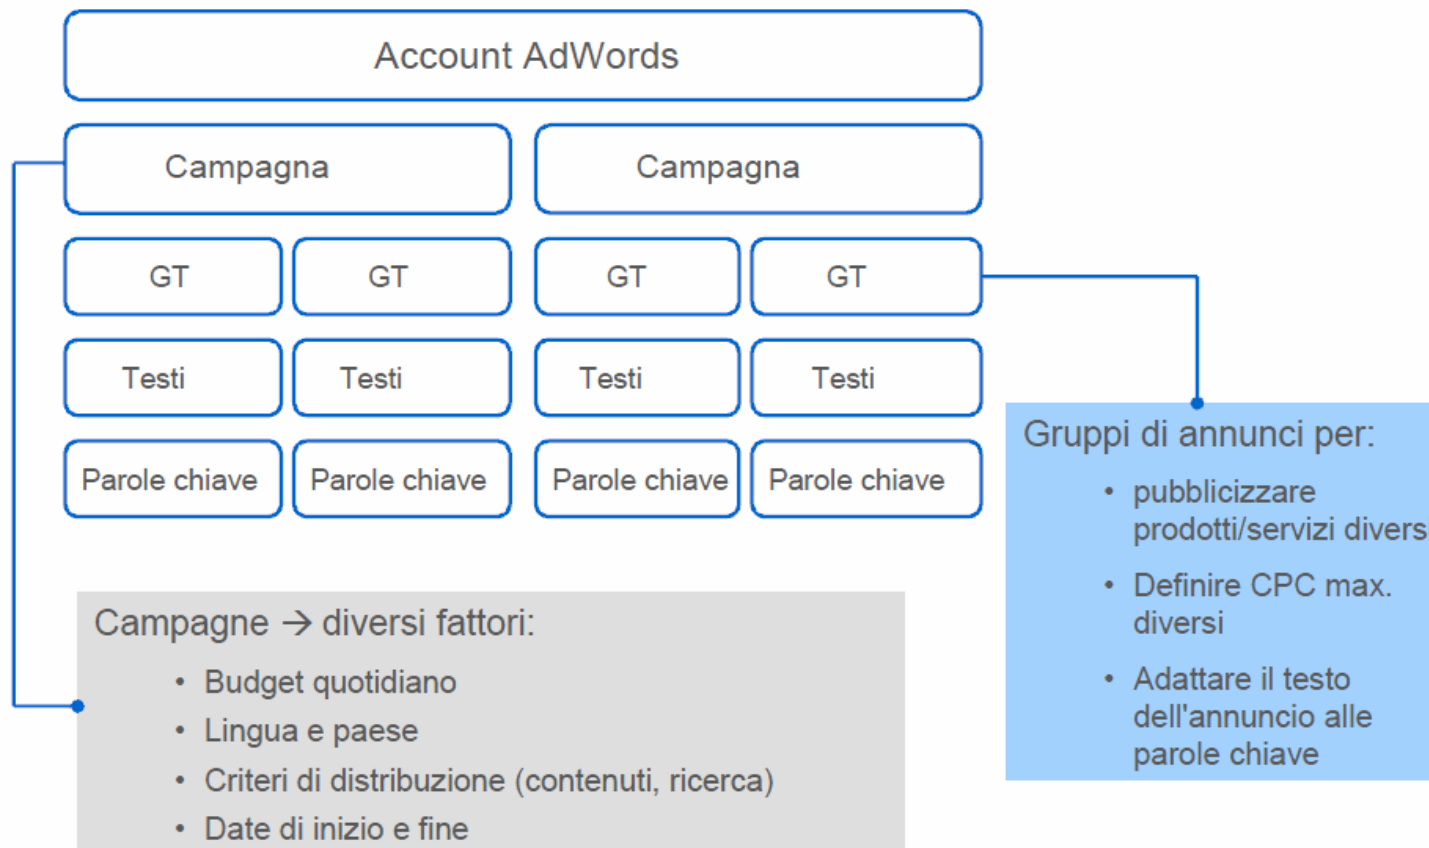 Account AdWords
Campagna Campagna
GT GT GT GT
Testi Testi Testi Testi
Parole chiave Parole chiave Parole chiave Parole chiave
Gruppi di annunci per:
• pubblicizzare
prodotti/servizi divers
• Definire CPC max.
diversi
• Adattare il testo
dell'annuncio alle
parole chiave
Campagne → diversi fattori:
• Budget quotidiano
• Lingua e paese
• Criteri di distribuzione (contenuti, ricerca)
• Date di inizio e fine